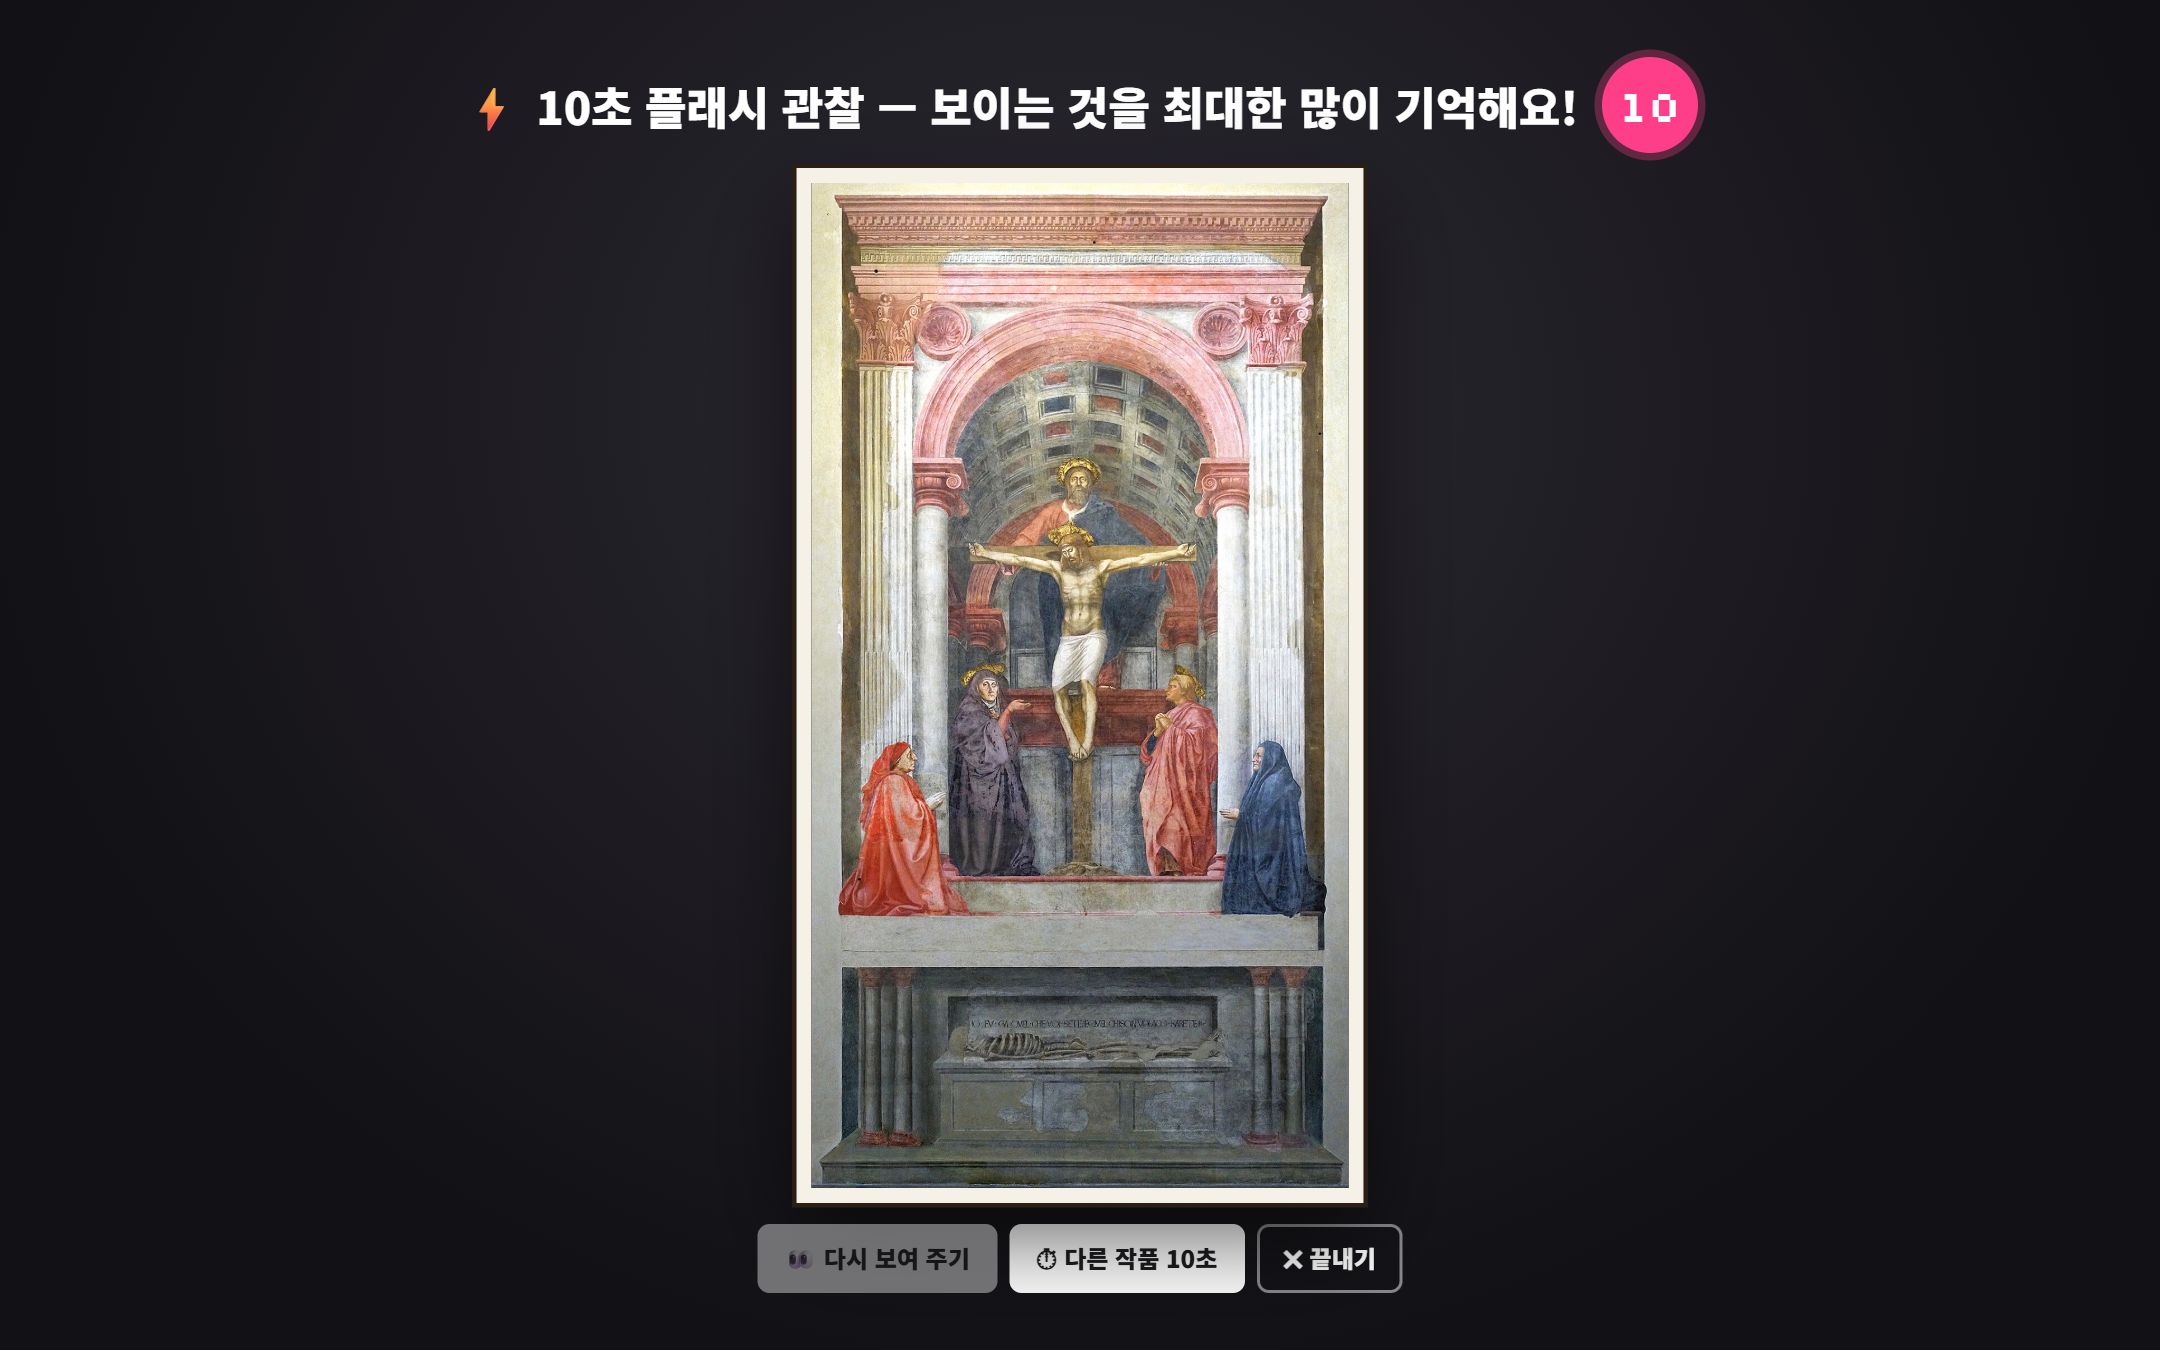 ⚡ 10초 플래시 관찰 — 보이는 것을 최대한 많이 기억해요!
10
👀 다시 보여 주기
⏱ 다른 작품 10초
❌ 끝내기